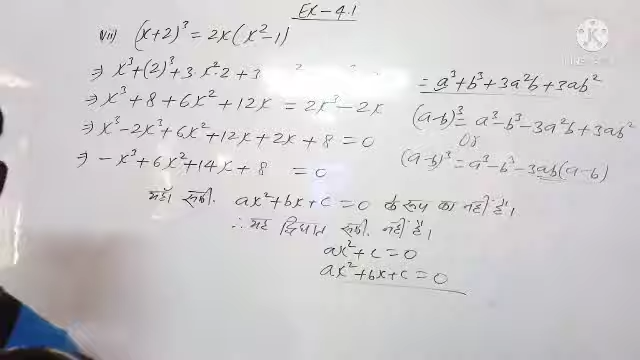 Ex-4.1
vii) (x+2)³ = 2x(x²-1)
⇒ x³+(2)³+3·x²·2+3
⇒ x³+8+6x²+12x = 2x³-2x
⇒ x³-2x³+6x²+12x+2x+8=0
⇒ -x³+6x²+14x+8 =0
ax²+bx+c=0 के रूप का नहीं है।
∴ यह द्विघात समी. नहीं है।
ax²+c=0
ax²+bx+c=0
= a³+b³+3a²b+3ab²
(a-b)³= a³-b³-3a²b+3ab²
Or
(a-b)³=a³-b³-3ab(a-b)
KINEMASTER